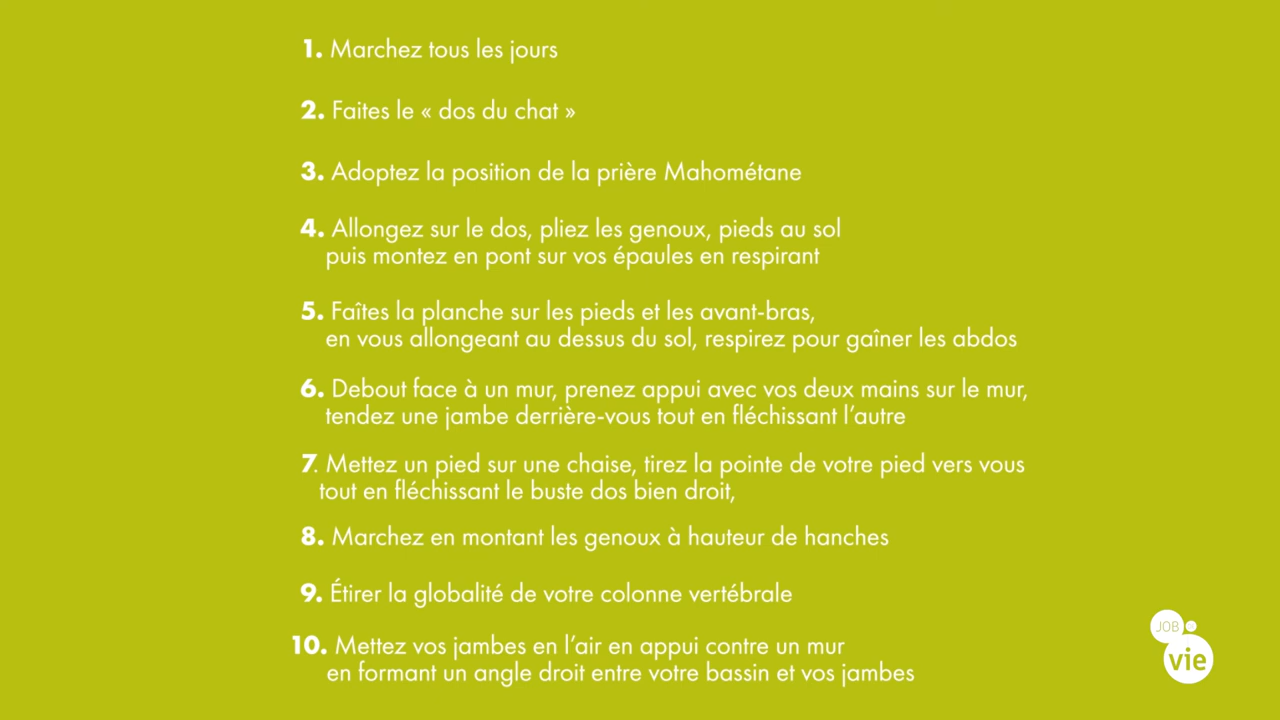 1. Marchez tous les jours
2. Faites le « dos du chat »
3. Adoptez la position de la prière Mahométane
4. Allongez sur le dos, pliez les genoux, pieds au sol
puis montez en pont sur vos épaules en respirant
5. Faîtes la planche sur les pieds et les avant-bras,
en vous allongeant au dessus du sol, respirez pour gaîner les abdos
6. Debout face à un mur, prenez appui avec vos deux mains sur le mur,
tendez une jambe derrière-vous tout en fléchissant l’autre
7. Mettez un pied sur une chaise, tirez la pointe de votre pied vers vous
tout en fléchissant le buste dos bien droit,
8. Marchez en montant les genoux à hauteur de hanches
9. Étirer la globalité de votre colonne vertébrale
10. Mettez vos jambes en l’air en appui contre un mur
en formant un angle droit entre votre bassin et vos jambes
JOB
vie